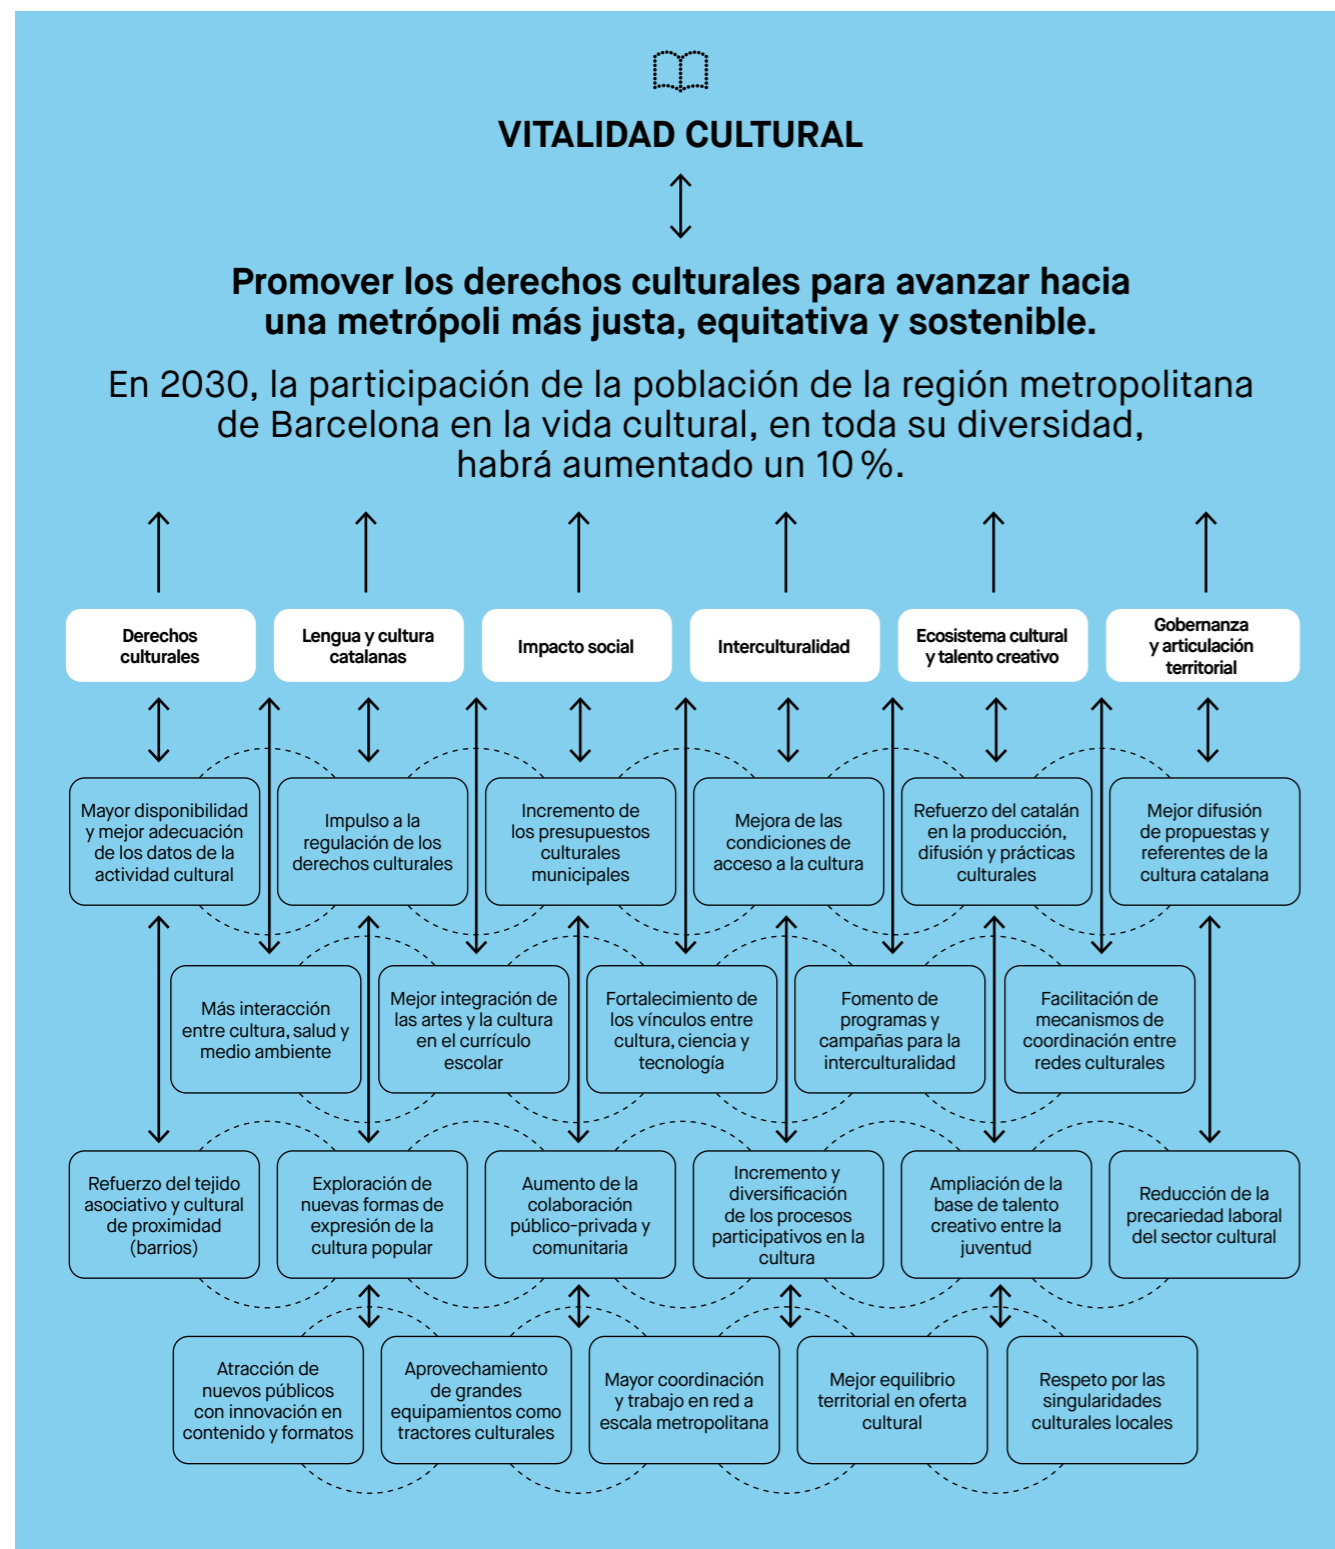 VITALIDAD CULTURAL
Promover los derechos culturales para avanzar hacia
una metrópoli más justa, equitativa y sostenible.
En 2030, la participación de la población de la región metropolitana
de Barcelona en la vida cultural, en toda su diversidad,
habrá aumentado un 10 %.
Derechos
culturales
Lengua y cultura
catalanas
Impacto social
Interculturalidad
Ecosistema cultural
y talento creativo
Gobernanza
y articulación
territorial
Mayor disponibilidad
y mejor adecuación
de los datos de la
actividad cultural
Impulso a la
regulación de los
derechos culturales
Incremento de
los presupuestos
culturales
municipales
Mejora de las
condiciones de
acceso a la cultura
Refuerzo del catalán
en la producción,
difusión y prácticas
culturales
Mejor difusión
de propuestas y
referentes de la
cultura catalana
Más interacción
entre cultura, salud y
medio ambiente
Mejor integración de
las artes y la cultura
en el currículo
escolar
Fortalecimiento de
los vínculos entre
cultura, ciencia y
tecnología
Fomento de
programas y
campañas para la
interculturalidad
Facilitación de
mecanismos de
coordinación entre
redes culturales
Refuerzo del tejido
asociativo y cultural
de proximidad
(barrios)
Exploración de
nuevas formas de
expresión de la
cultura popular
Aumento de la
colaboración
público-privada y
comunitaria
Incremento y
diversificación
de los procesos
participativos en la
cultura
Ampliación de la
base de talento
creativo entre la
juventud
Reducción de la
precariedad laboral
del sector cultural
Atracción de
nuevos públicos
con innovación en
contenido y formatos
Aprovechamiento
de grandes
equipamientos como
tractores culturales
Mayor coordinación
y trabajo en red a
escala metropolitana
Mejor equilibrio
territorial en oferta
cultural
Respeto por las
singularidades
culturales locales